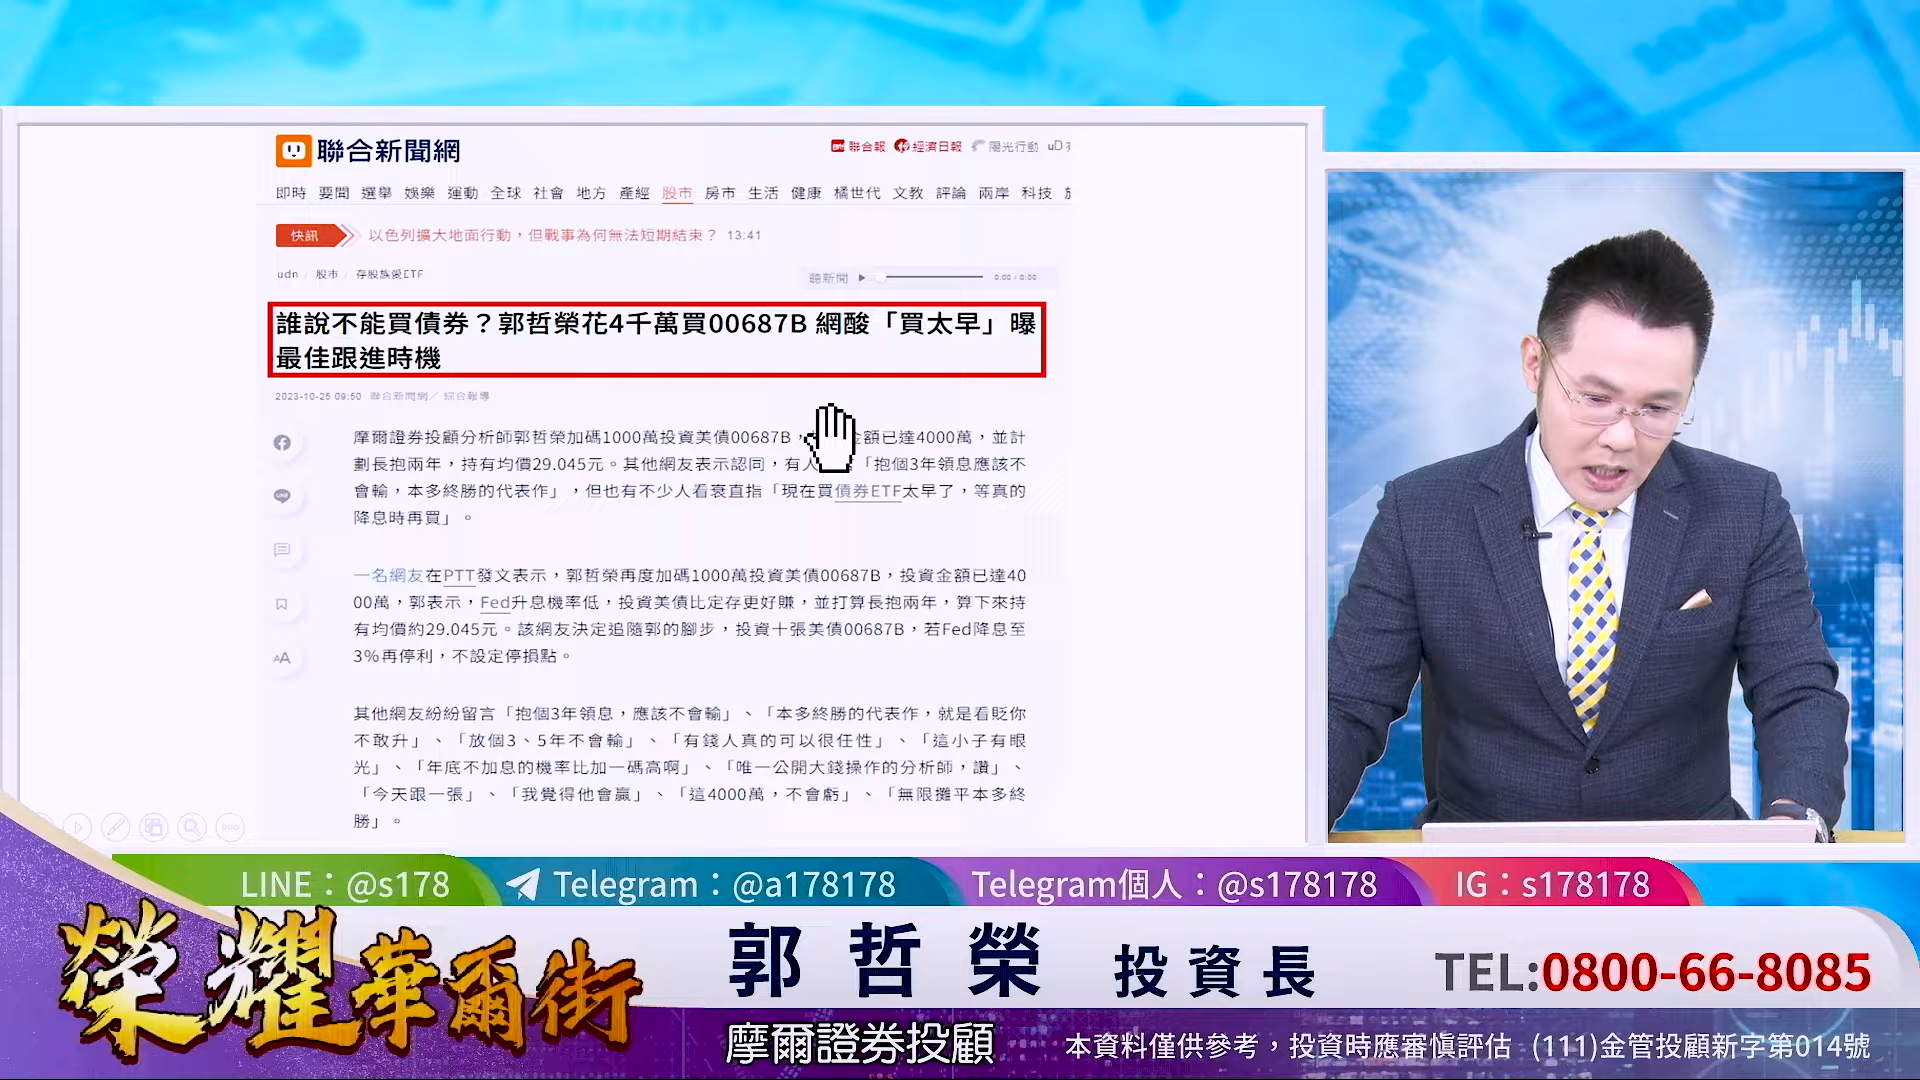 聯合新聞網
聯合報 經濟日報 陽光行動 uD
即時 要聞 選舉 娛樂 運動 全球 社會 地方 產經 股市 房市 生活 健康 橘世代 文教 評論 兩岸 科技
快訊 以色列擴大地面行動，但戰事為何無法短期結束？ 13:41
udn / 股市 / 存股族愛ETF
聽新聞 0:00 / 0:00
誰說不能買債券？郭哲榮花4千萬買00687B 網酸「買太早」曝
最佳跟進時機
2023-10-25 09:50 聯合新聞網／ 綜合報導
摩爾證券投顧分析師郭哲榮加碼1000萬投資美債00687B，金額已達4000萬，並計
劃長抱兩年，持有均價29.045元。其他網友表示認同，有人「抱個3年領息應該不
會輸，本多終勝的代表作」，但也有不少人看衰直指「現在買債券ETF太早了，等真的
降息時再買」。
一名網友在PTT發文表示，郭哲榮再度加碼1000萬投資美債00687B，投資金額已達40
00萬，郭表示，Fed升息機率低，投資美債比定存更好賺，並打算長抱兩年，算下來持
有均價約29.045元。該網友決定追隨郭的腳步，投資十張美債00687B，若Fed降息至
3%再停利，不設定停損點。
其他網友紛紛留言「抱個3年領息，應該不會輸」、「本多終勝的代表作，就是看貶你
不敢升」、「放個3、5年不會輸」、「有錢人真的可以很任性」、「這小子有眼
光」、「年底不加息的機率比加一碼高啊」、「唯一公開大錢操作的分析師，讚」、
「今天跟一張」、「我覺得他會贏」、「這4000萬，不會虧」、「無限攤平本多終
勝」。
LINE：@s178 Telegram：@a178178 Telegram個人：@s178178 IG：s178178
榮耀華爾街
郭哲榮 投資長 TEL:0800-66-8085
摩爾證券投顧 本資料僅供參考，投資時應審慎評估 (111)金管投顧新字第014號